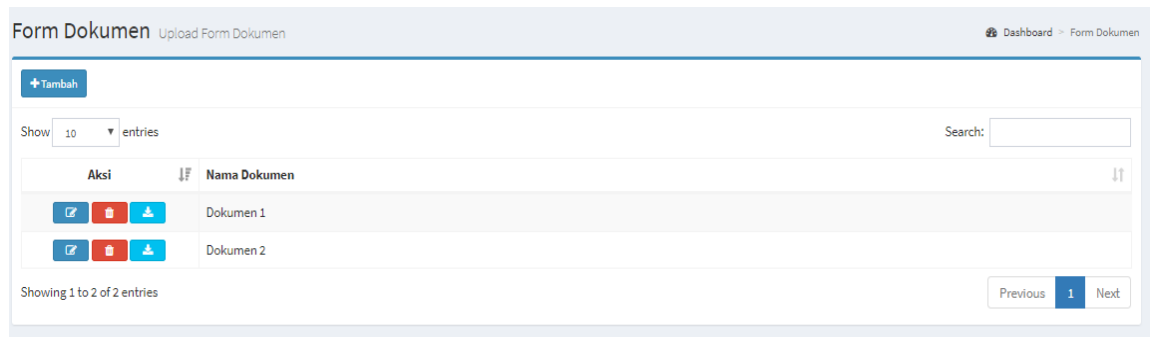 Form Dokumen Upload Form Dokumen
Dashboard > Form Dokumen
Tambah
Show 10 entries
Search:
Aksi Nama Dokumen
Dokumen 1
Dokumen 2
Showing 1 to 2 of 2 entries
Previous 1 Next